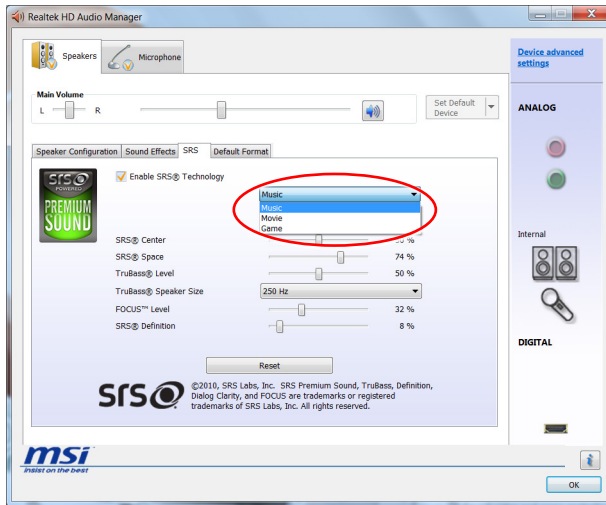 Realtek HD Audio Manager
Speakers
Microphone
Device advanced
settings
Main Volume
L
R
Set Default
Device
ANALOG
Speaker Configuration
Sound Effects
SRS
Default Format
SRS
POWERED
PREMIUM
SOUND
Enable SRS® Technology
Music
Music
Movie
Game
SRS® Center
SRS® Space
74 %
TruBass® Level
50 %
TruBass® Speaker Size
250 Hz
FOCUS™ Level
32 %
SRS® Definition
8 %
Internal
DIGITAL
Reset
SRS
©2010, SRS Labs, Inc. SRS Premium Sound, TruBass, Definition,
Dialog Clarity, and FOCUS are trademarks or registered
trademarks of SRS Labs, Inc. All rights reserved.
msi
insist on the best
OK